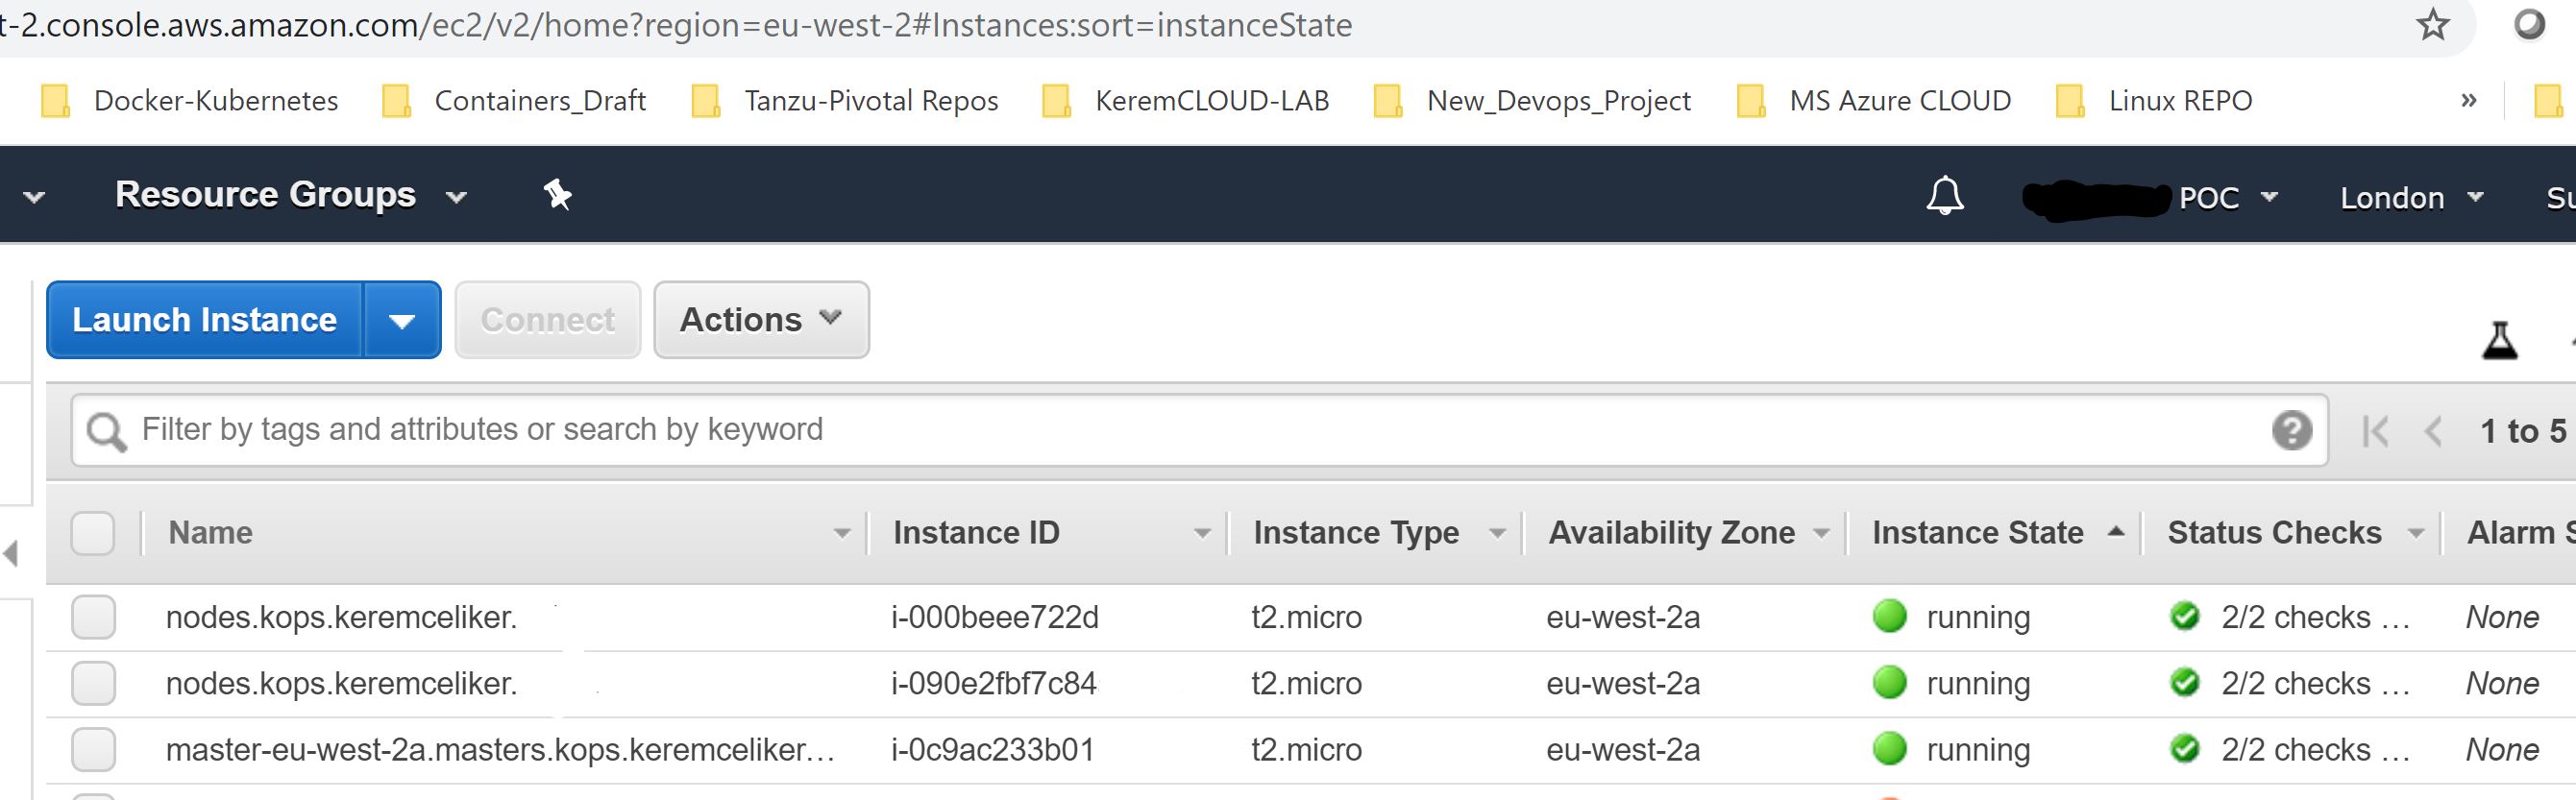 t-2.console.aws.amazon.com/ec2/v2/home?region=eu-west-2#Instances:sort=instanceState
Docker-Kubernetes Containers_Draft Tanzu-Pivotal Repos KeremCLOUD-LAB New_Devops_Project MS Azure CLOUD Linux REPO »
Resource Groups POC London Su
Launch Instance Connect Actions
Filter by tags and attributes or search by keyword ? 1 to 5
Name Instance ID Instance Type Availability Zone Instance State Status Checks Alarm S
nodes.kops.keremceliker. i-000beee722d t2.micro eu-west-2a running 2/2 checks … None
nodes.kops.keremceliker. i-090e2fbf7c84 t2.micro eu-west-2a running 2/2 checks … None
master-eu-west-2a.masters.kops.keremceliker… i-0c9ac233b01 t2.micro eu-west-2a running 2/2 checks … None